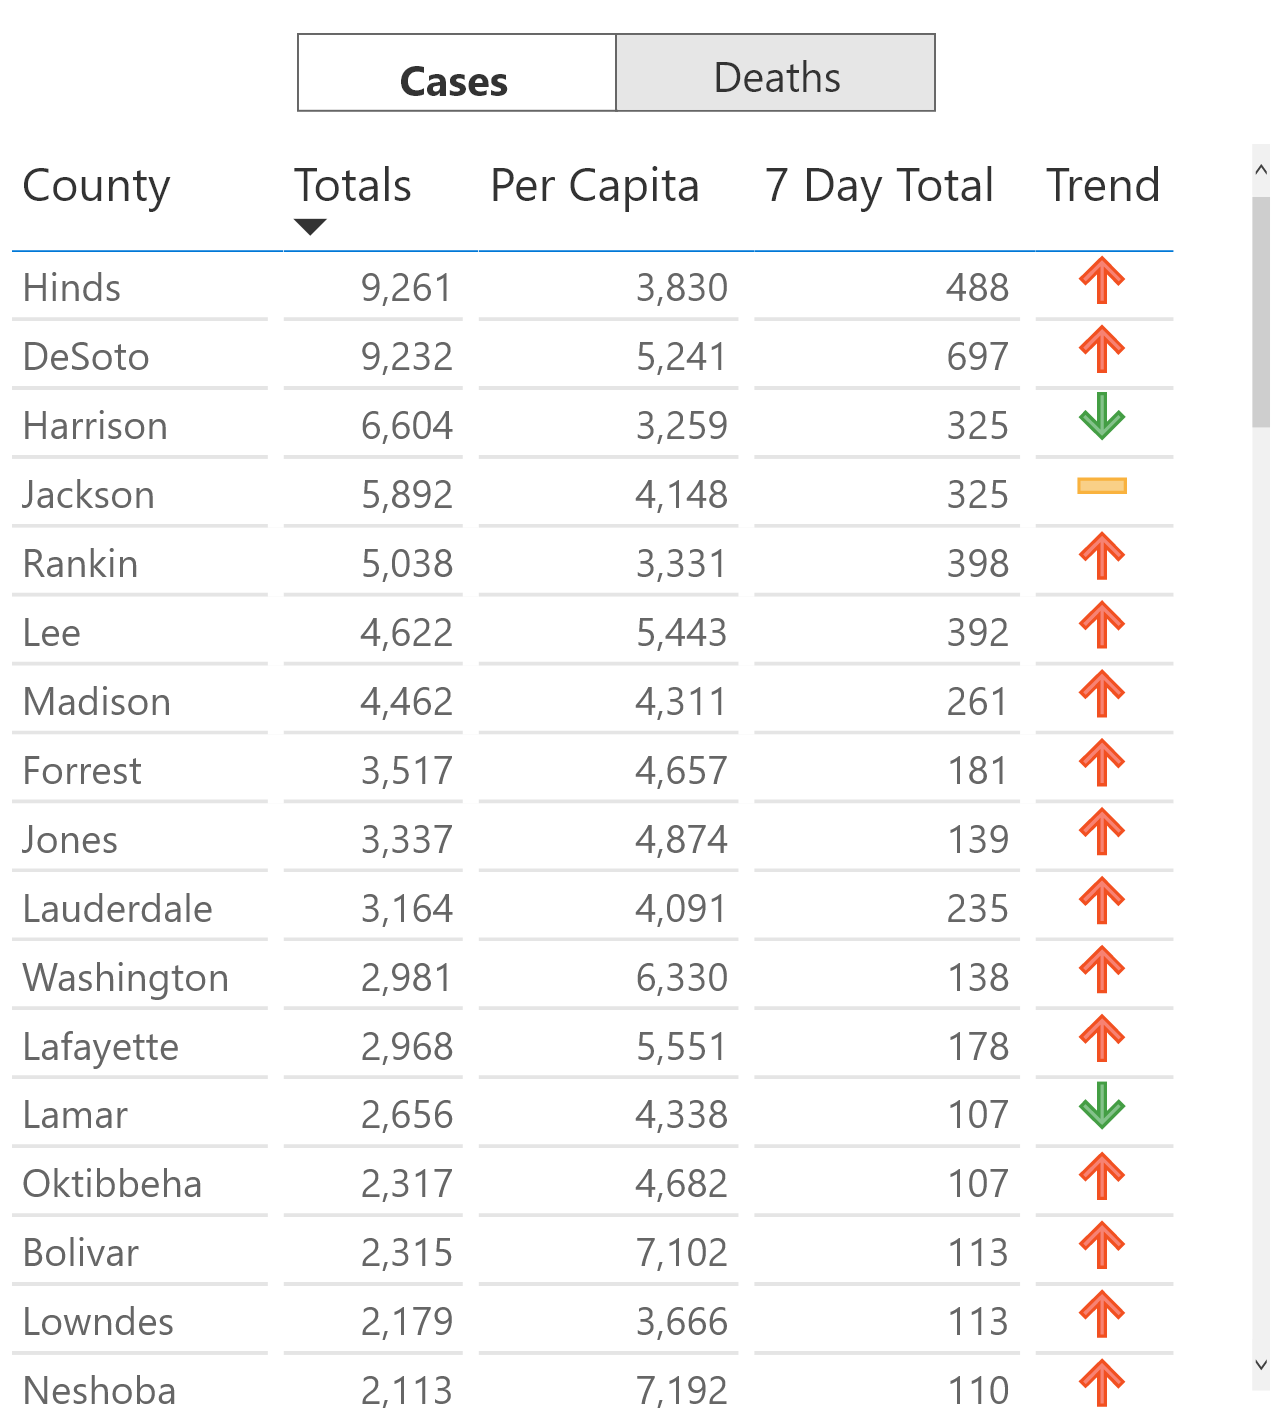 Cases Deaths
County Totals Per Capita 7 Day Total Trend
Hinds 9,261 3,830 488
DeSoto 9,232 5,241 697
Harrison 6,604 3,259 325
Jackson 5,892 4,148 325
Rankin 5,038 3,331 398
Lee 4,622 5,443 392
Madison 4,462 4,311 261
Forrest 3,517 4,657 181
Jones 3,337 4,874 139
Lauderdale 3,164 4,091 235
Washington 2,981 6,330 138
Lafayette 2,968 5,551 178
Lamar 2,656 4,338 107
Oktibbeha 2,317 4,682 107
Bolivar 2,315 7,102 113
Lowndes 2,179 3,666 113
Neshoba 2,113 7,192 110